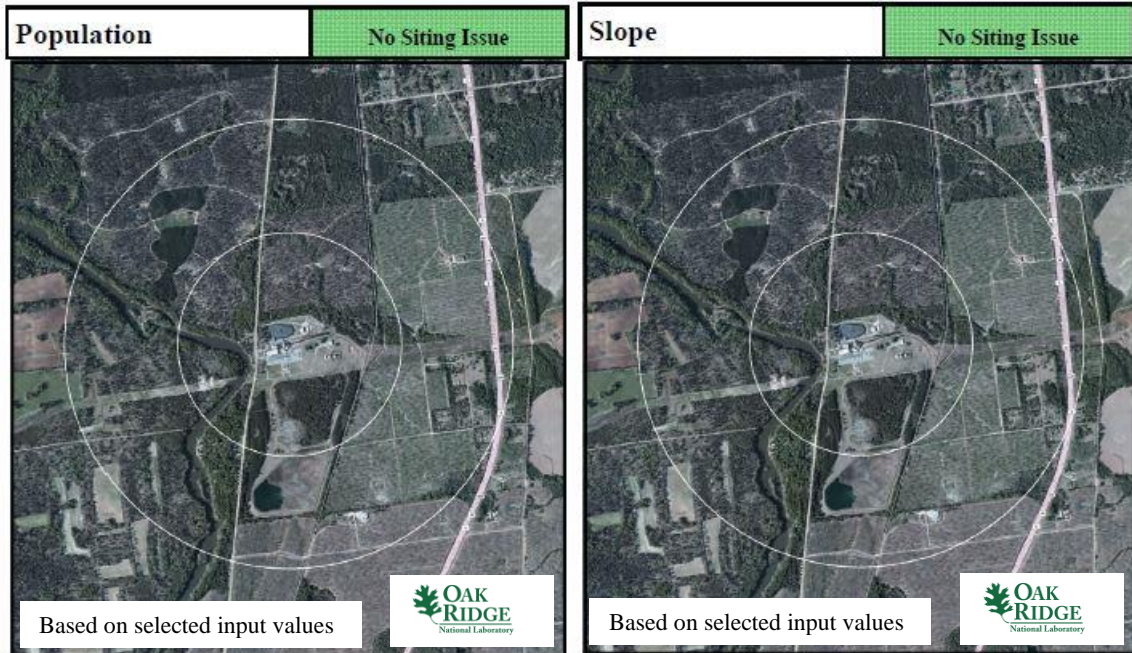 Population
No Siting Issue
Slope
No Siting Issue
Based on selected input values
OAK
RIDGE
National Laboratory
Based on selected input values
OAK
RIDGE
National Laboratory